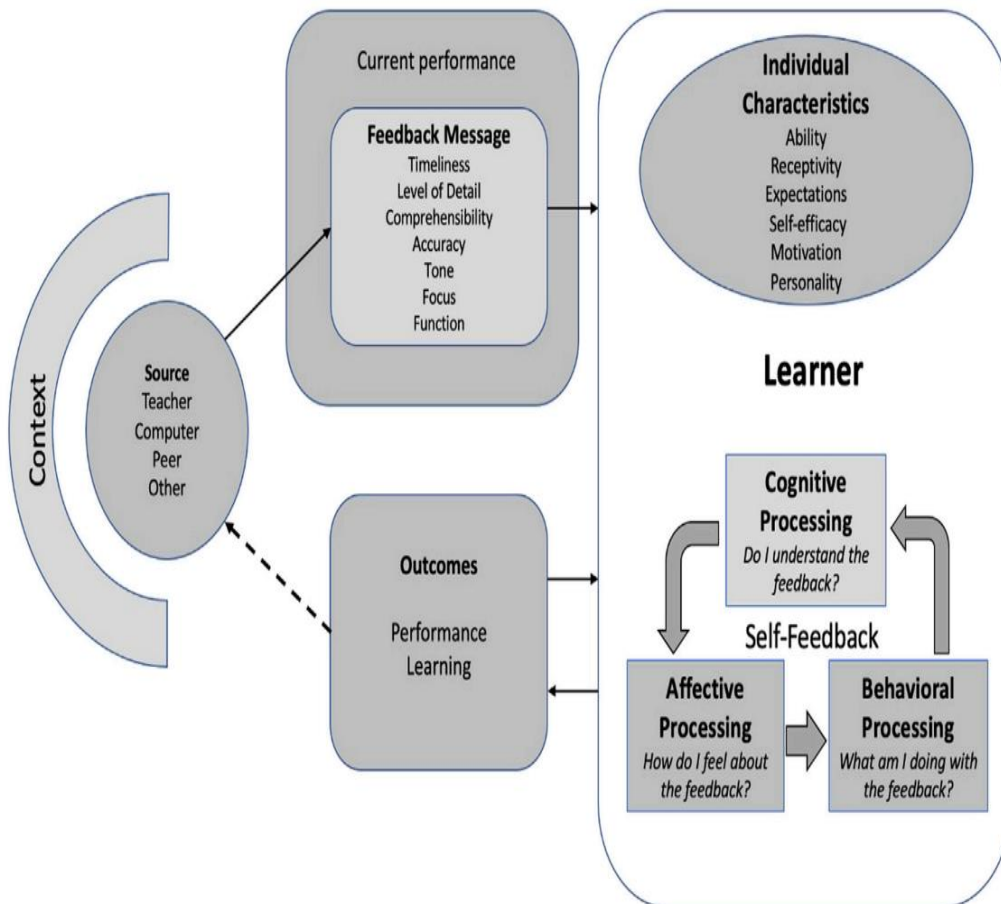 Context
Source
Teacher
Computer
Peer
Other
Current performance
Feedback Message
Timeliness
Level of Detail
Comprehensibility
Accuracy
Tone
Focus
Function
Outcomes
Performance
Learning
Individual
Characteristics
Ability
Receptivity
Expectations
Self-efficacy
Motivation
Personality
Learner
Cognitive
Processing
Do I understand the
feedback?
Self-Feedback
Affective
Processing
How do I feel about
the feedback?
Behavioral
Processing
What am I doing with
the feedback?